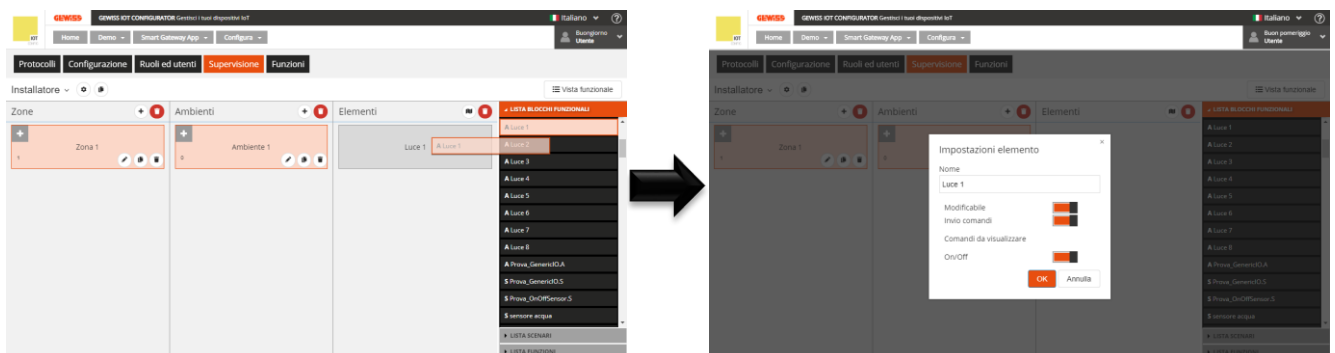 GEWISS GEWISS IOT CONFIGURATOR Gestisci i tuoi dispositivi IoT Italiano
IOT Home Demo Smart Gateway App Configura Buongiorno
Utente
Protocolli Configurazione Ruoli ed utenti Supervisione Funzioni
Installatore Vista funzionale
Zone Ambienti Elementi LISTA BLOCCHI FUNZIONALI
Zona 1
Ambiente 1
Luce 1 A Luce 1
A Luce 1
A Luce 2
A Luce 3
A Luce 4
A Luce 5
A Luce 6
A Luce 7
A Luce 8
A Prova_GenericIO.A
S Prova_GenericIO.S
S Prova_OnOffSensor.S
S sensore acqua
LISTA SCENARI
LISTA FUNZIONI
GEWISS GEWISS IOT CONFIGURATOR Gestisci i tuoi dispositivi IoT Italiano
IOT Home Demo Smart Gateway App Configura Buon pomeriggio
Utente
Protocolli Configurazione Ruoli ed utenti Supervisione Funzioni
Installatore Vista funzionale
Zone Ambienti Elementi LISTA BLOCCHI FUNZIONALI
Zona 1
Impostazioni elemento
Nome
Luce 1
Modificabile
Invio comandi
Comandi da visualizzare
On/Off
OK Annulla
A Luce 1
A Luce 2
A Luce 3
A Luce 4
A Luce 5
A Luce 6
A Luce 7
A Luce 8
A Prova_GenericIO.A
S Prova_GenericIO.S
S Prova_OnOffSensor.S
S sensore acqua
LISTA SCENARI